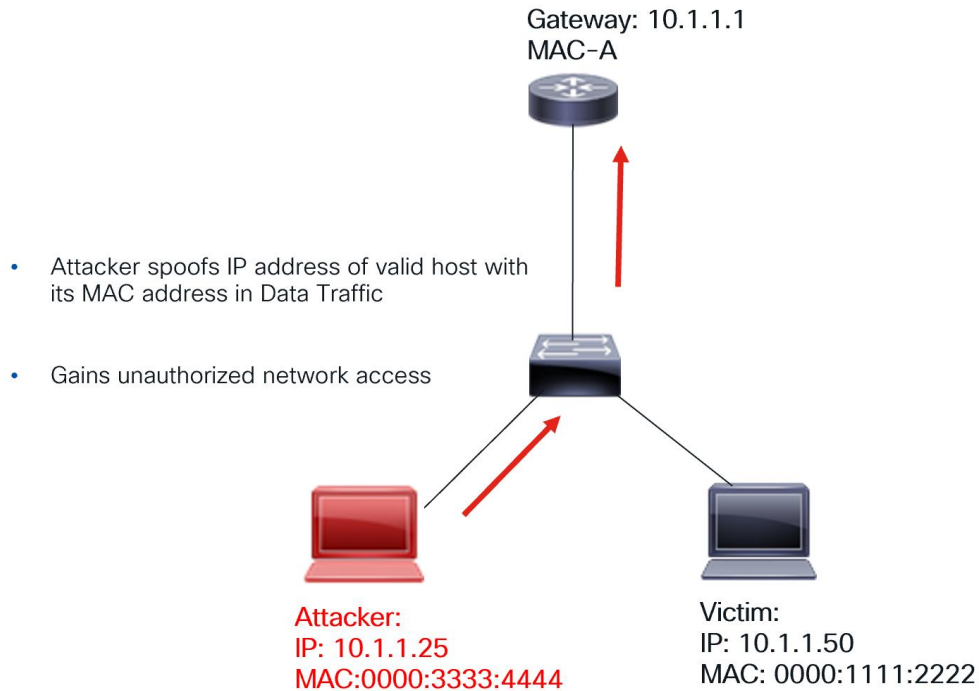 Gateway: 10.1.1.1
MAC-A
• Attacker spoofs IP address of valid host with
its MAC address in Data Traffic
• Gains unauthorized network access
Attacker:
IP: 10.1.1.25
MAC:0000:3333:4444
Victim:
IP: 10.1.1.50
MAC: 0000:1111:2222